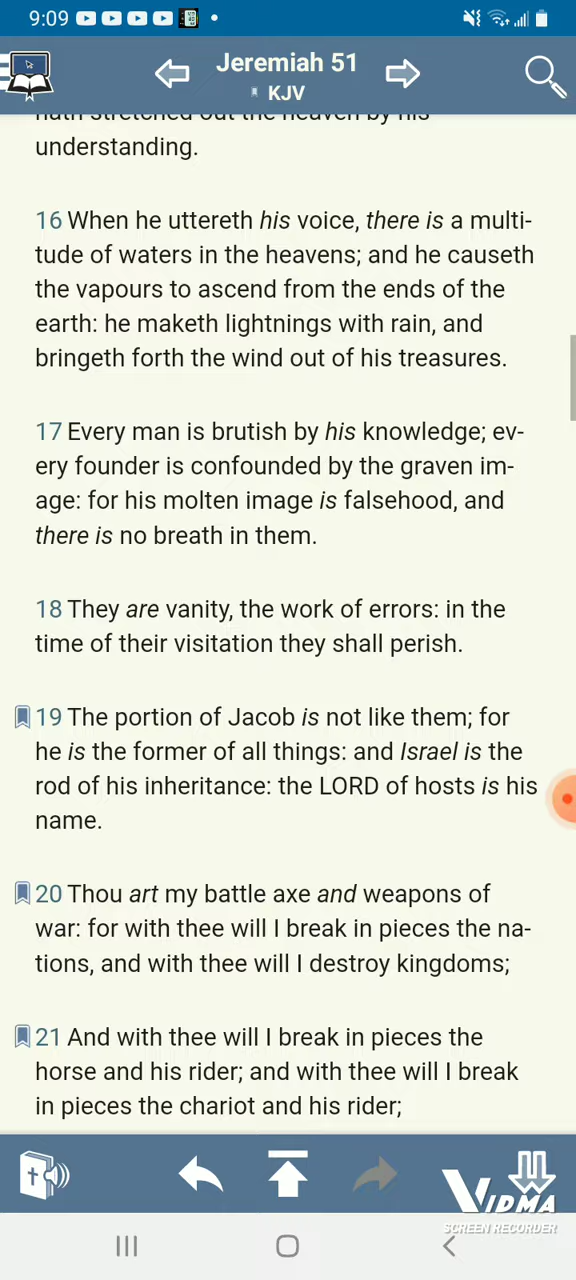 9:09
Jeremiah 51
KJV
hath stretched out the heaven by his
understanding.
16 When he uttereth his voice, there is a multi-
tude of waters in the heavens; and he causeth
the vapours to ascend from the ends of the
earth: he maketh lightnings with rain, and
bringeth forth the wind out of his treasures.
17 Every man is brutish by his knowledge; ev-
ery founder is confounded by the graven im-
age: for his molten image is falsehood, and
there is no breath in them.
18 They are vanity, the work of errors: in the
time of their visitation they shall perish.
19 The portion of Jacob is not like them; for
he is the former of all things: and Israel is the
rod of his inheritance: the LORD of hosts is his
name.
20 Thou art my battle axe and weapons of
war: for with thee will I break in pieces the na-
tions, and with thee will I destroy kingdoms;
21 And with thee will I break in pieces the
horse and his rider; and with thee will I break
in pieces the chariot and his rider;
VIDMA
SCREEN RECORDER